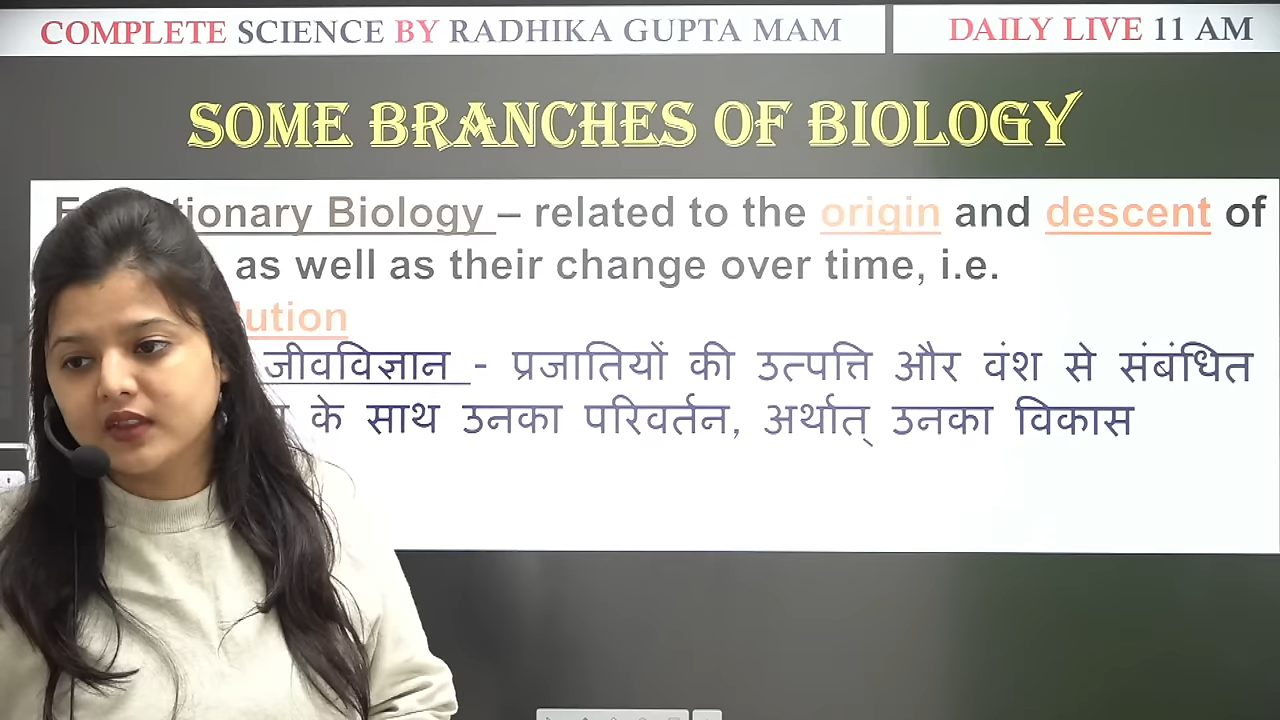 COMPLETE SCIENCE BY RADHIKA GUPTA MAM
DAILY LIVE 11 AM
SOME BRANCHES OF BIOLOGY
Biology – related to the origin and descent of
as well as their change over time, i.e.
जीवविज्ञान - प्रजातियों की उत्पत्ति और वंश से संबंधित
के साथ उनका परिवर्तन, अर्थात् उनका विकास